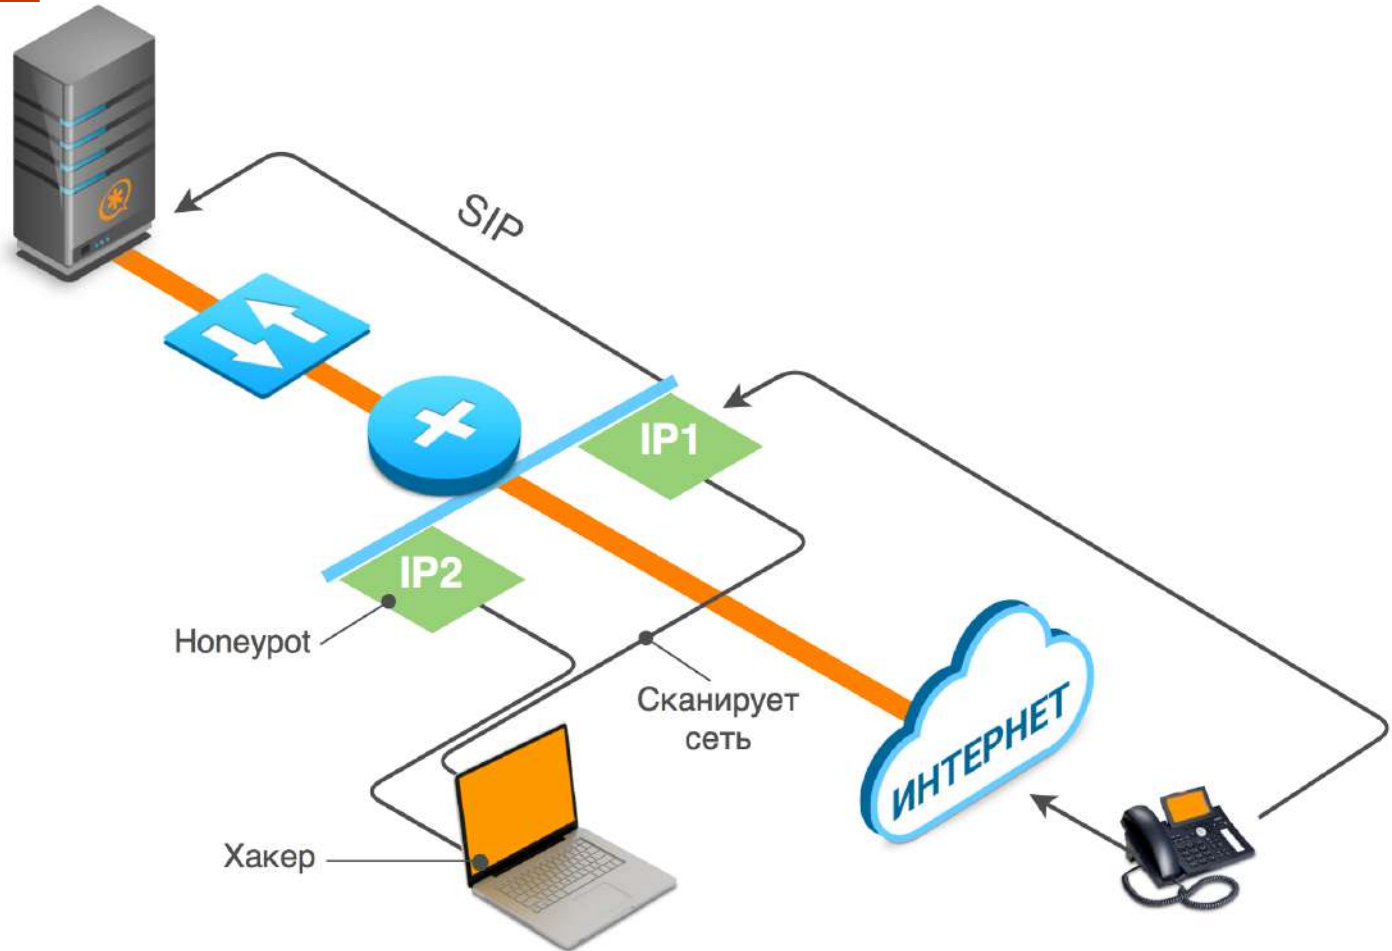 SIP
IP1
IP2
Honeypot
Сканирует
сеть
ИНТЕРНЕТ
Хакер